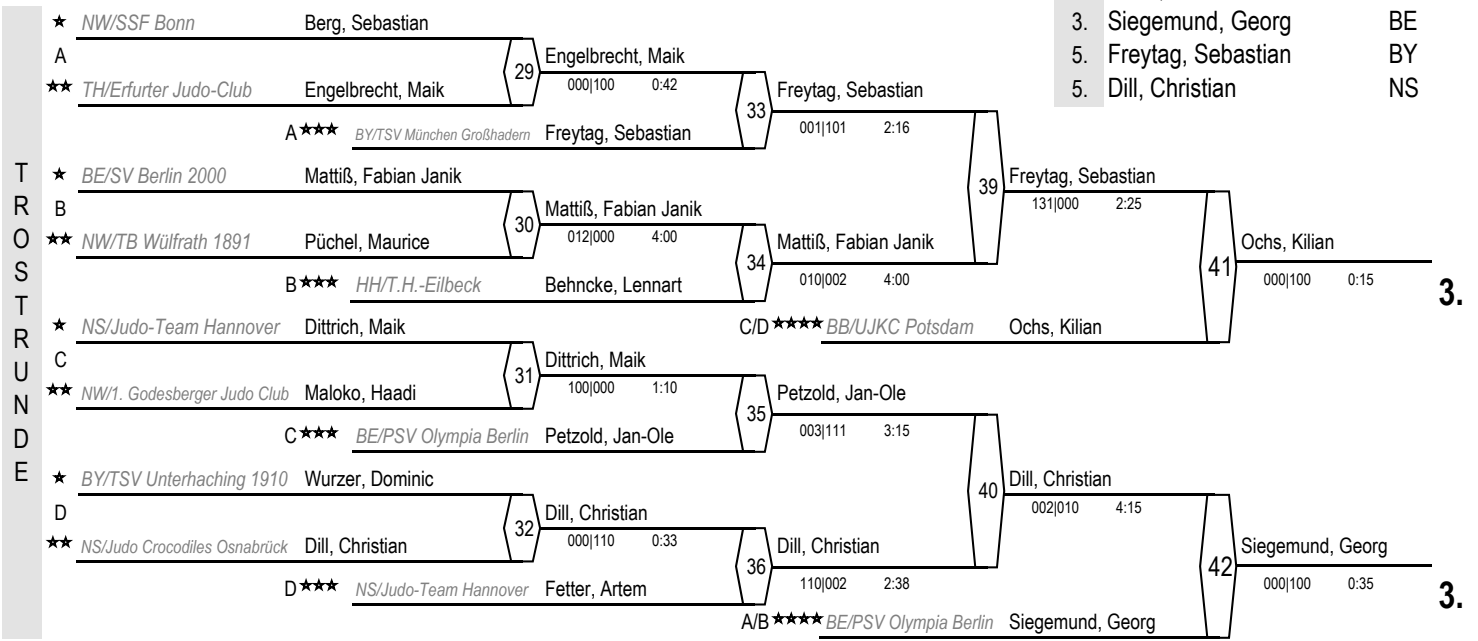 3. Siegemund, Georg BE
5. Freytag, Sebastian BY
5. Dill, Christian NS
TROSTRUNDE
NW/SSF Bonn Berg, Sebastian
A
TH/Erfurter Judo-Club Engelbrecht, Maik
29
Engelbrecht, Maik
000|100 0:42
A BY/TSV München Großhadern Freytag, Sebastian
33
Freytag, Sebastian
001|101 2:16
BE/SV Berlin 2000 Mattiß, Fabian Janik
B
NW/TB Wülfrath 1891 Püchel, Maurice
30
Mattiß, Fabian Janik
012|000 4:00
B HH/T.H.-Eilbeck Behncke, Lennart
34
Mattiß, Fabian Janik
010|002 4:00
39
Freytag, Sebastian
131|000 2:25
C/D BB/UJKC Potsdam Ochs, Kilian
41
Ochs, Kilian
000|100 0:15
3.
NS/Judo-Team Hannover Dittrich, Maik
C
NW/1. Godesberger Judo Club Maloko, Haadi
31
Dittrich, Maik
100|000 1:10
C BE/PSV Olympia Berlin Petzold, Jan-Ole
35
Petzold, Jan-Ole
003|111 3:15
BY/TSV Unterhaching 1910 Wurzer, Dominic
D
NS/Judo Crocodiles Osnabrück Dill, Christian
32
Dill, Christian
000|110 0:33
D NS/Judo-Team Hannover Fetter, Artem
36
Dill, Christian
110|002 2:38
40
Dill, Christian
002|010 4:15
A/B BE/PSV Olympia Berlin Siegemund, Georg
42
Siegemund, Georg
000|100 0:35
3.